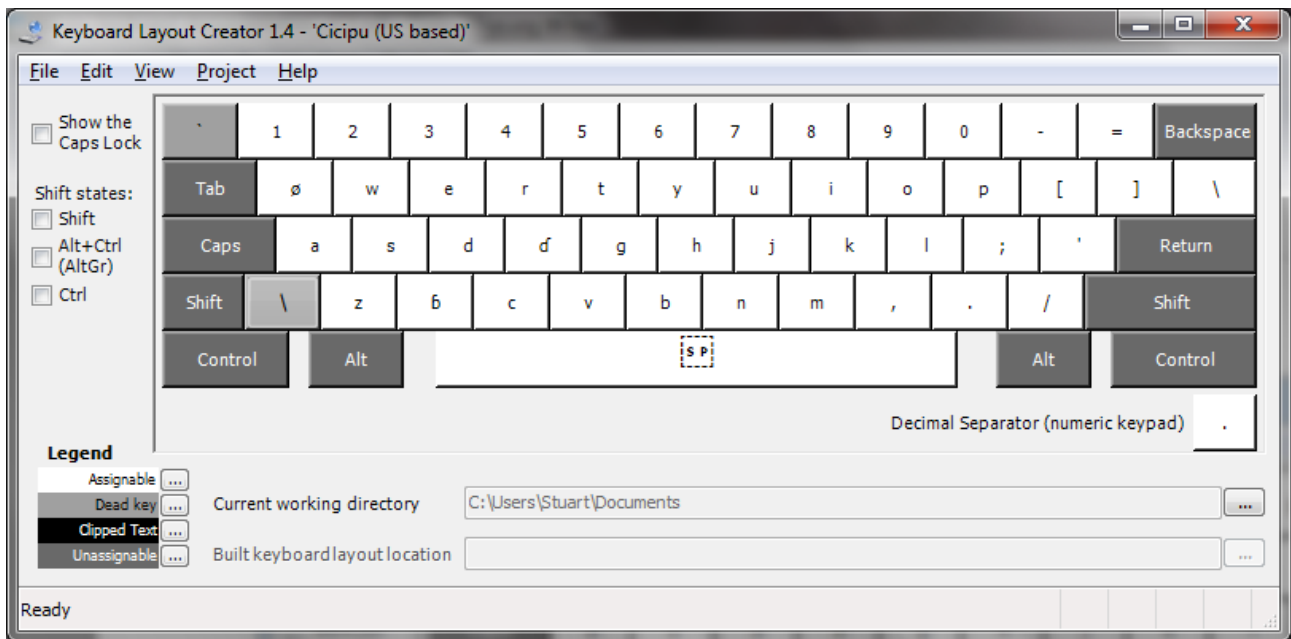 Keyboard Layout Creator 1.4 - 'Cicipu (US based)'
File Edit View Project Help
Show the
Caps Lock
` 1 2 3 4 5 6 7 8 9 0 - = Backspace
Tab ø w e r t y u i o p [ ] \
Shift states:
Shift
Alt+Ctrl
(AltGr)
Ctrl
Caps a s d ɗ g h j k l ; ' Return
Shift \ z ɓ c v b n m , . / Shift
Control Alt SP Alt Control
Decimal Separator (numeric keypad) .
Legend
Assignable ...
Dead key ...
Clipped Text ...
Unassignable ...
Current working directory C:\Users\Stuart\Documents ...
Built keyboard layout location ...
Ready